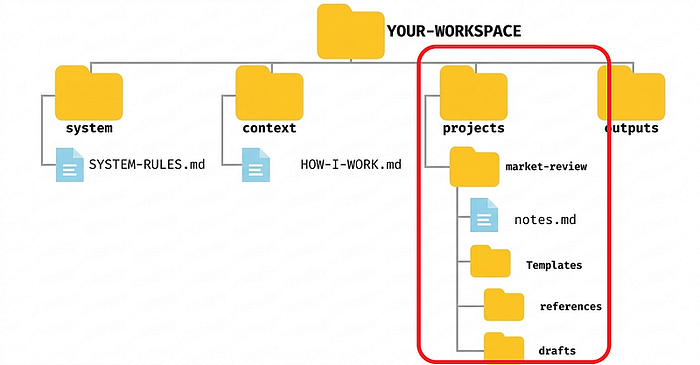 YOUR-WORKSPACE
system
context
projects
outputs
SYSTEM-RULES.md
HOW-I-WORK.md
market-review
notes.md
Templates
references
drafts